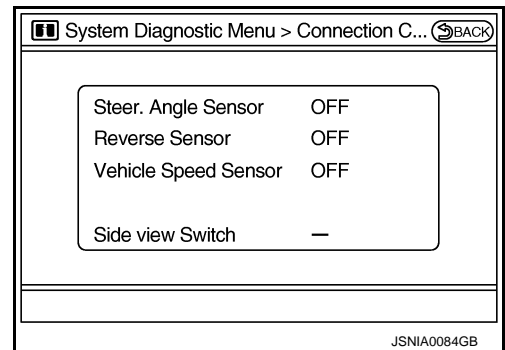 System Diagnostic Menu > Connection C... BACK
Steer. Angle Sensor OFF
Reverse Sensor OFF
Vehicle Speed Sensor OFF
Side view Switch —
JSNIA0084GB